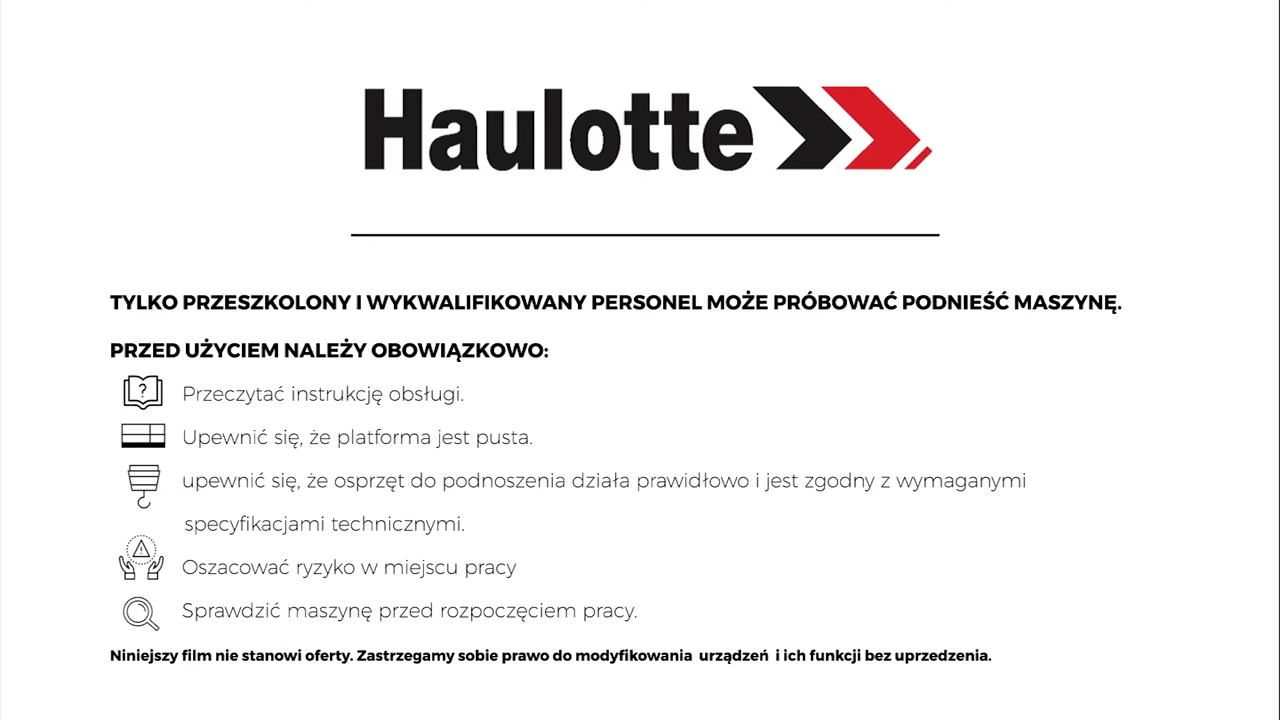 Haulotte
TYLKO PRZESZKOLONY I WYKWALIFIKOWANY PERSONEL MOŻE PRÓBOWAĆ PODNIEŚĆ MASZYNĘ.
PRZED UŻYCIEM NALEŻY OBOWIĄZKOWO:
Przeczytać instrukcję obsługi.
Upewnić się, że platforma jest pusta.
upewnić się, że osprzęt do podnoszenia działa prawidłowo i jest zgodny z wymaganymi
specyfikacjami technicznymi.
Oszacować ryzyko w miejscu pracy
Sprawdzić maszynę przed rozpoczęciem pracy.
Niniejszy film nie stanowi oferty. Zastrzegamy sobie prawo do modyfikowania urządzeń i ich funkcji bez uprzedzenia.